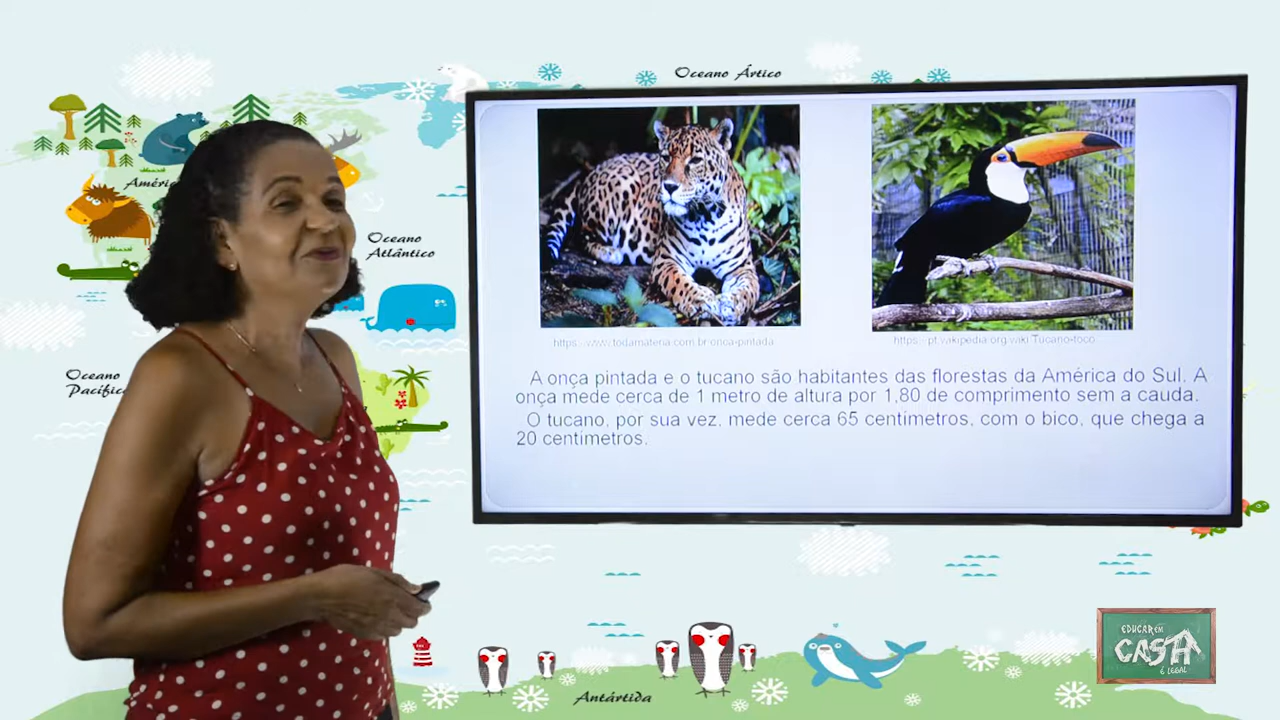 Oceano Ártico
Améri
Oceano
Atlântico
Oceano
Pacífic
https://www.todamateria.com.br/onca-pintada
https://pt.wikipedia.org/wiki/Tucano-toco
A onça pintada e o tucano são habitantes das florestas da América do Sul. A
onça mede cerca de 1 metro de altura por 1,80 de comprimento sem a cauda.
O tucano, por sua vez, mede cerca 65 centímetros, com o bico, que chega a
20 centímetros.
EDUCAR EM
CASA
É LEGAL
Antártida